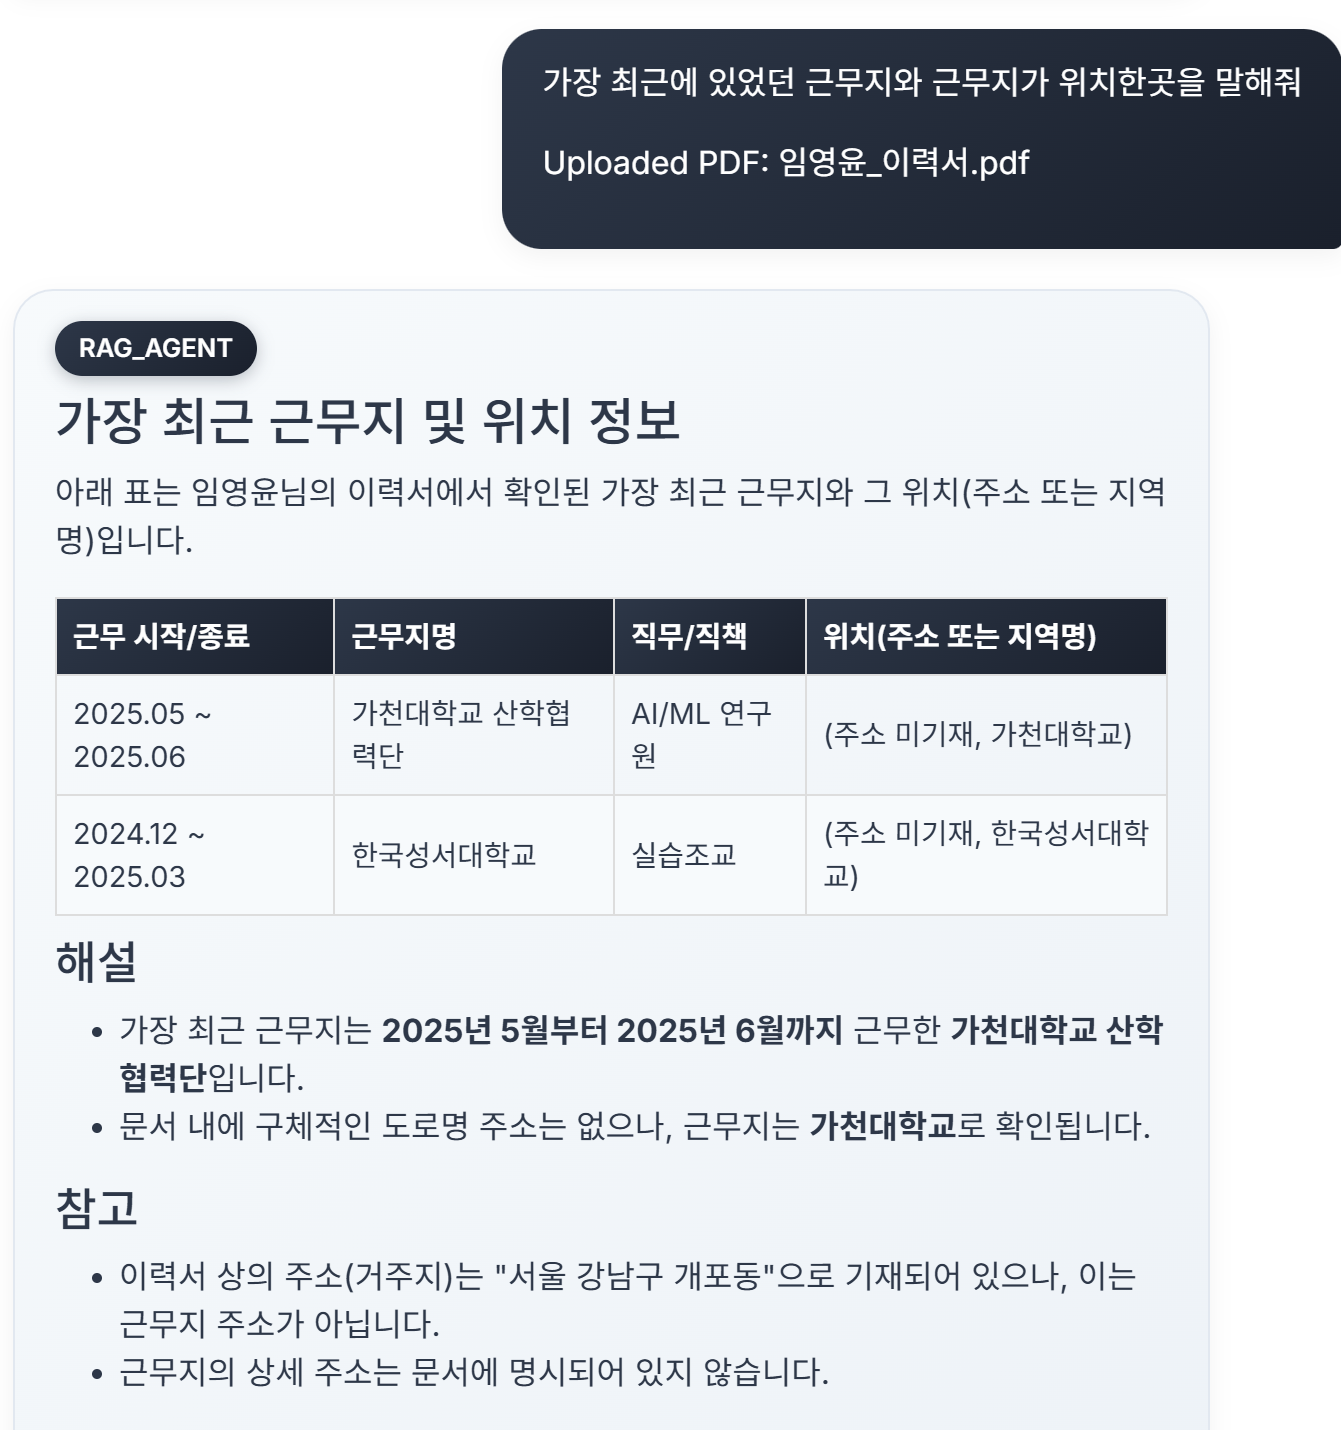 가장 최근에 있었던 근무지와 근무지가 위치한곳을 말해줘
Uploaded PDF: 임영윤_이력서.pdf
RAG_AGENT
가장 최근 근무지 및 위치 정보
아래 표는 임영윤님의 이력서에서 확인된 가장 최근 근무지와 그 위치(주소 또는 지역
명)입니다.
근무 시작/종료 근무지명 직무/직책 위치(주소 또는 지역명)
2025.05 ~
2025.06
가천대학교 산학협
력단
AI/ML 연구
원
(주소 미기재, 가천대학교)
2024.12 ~
2025.03
한국성서대학교
실습조교
(주소 미기재, 한국성서대학
교)
해설
• 가장 최근 근무지는 2025년 5월부터 2025년 6월까지 근무한 가천대학교 산학
협력단입니다.
• 문서 내에 구체적인 도로명 주소는 없으나, 근무지는 가천대학교로 확인됩니다.
참고
• 이력서 상의 주소(거주지)는 "서울 강남구 개포동"으로 기재되어 있으나, 이는
근무지 주소가 아닙니다.
• 근무지의 상세 주소는 문서에 명시되어 있지 않습니다.